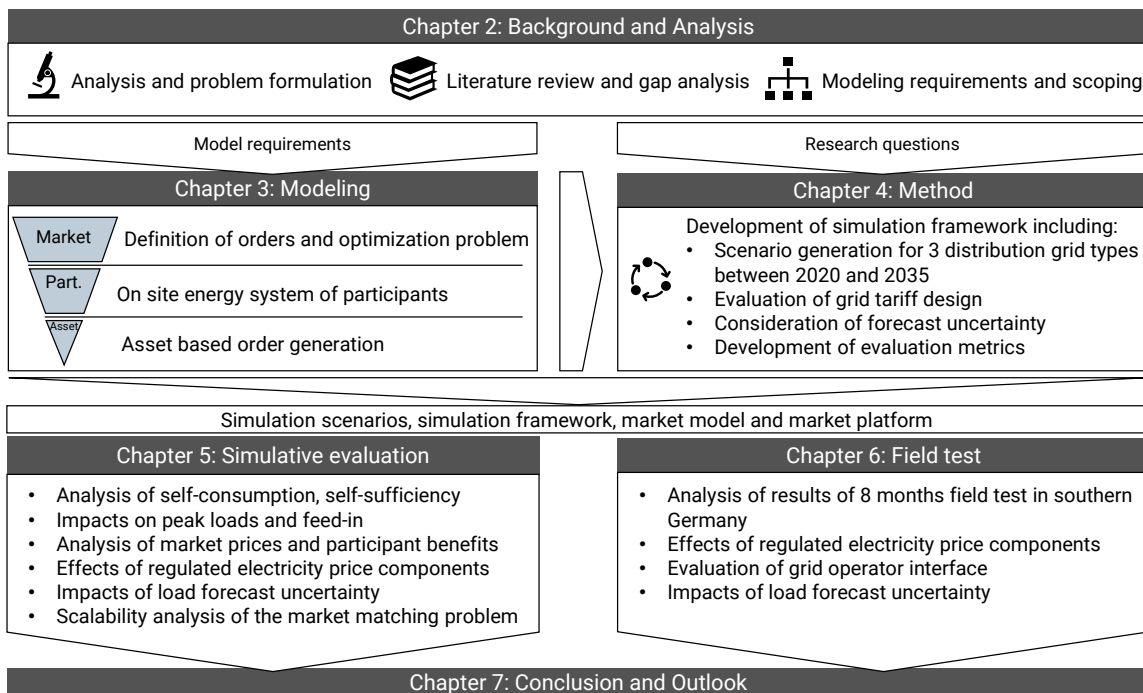 Chapter 2: Background and Analysis
Analysis and problem formulation
Literature review and gap analysis
Modeling requirements and scoping
Model requirements
Research questions
Chapter 3: Modeling
Market
Definition of orders and optimization problem
Part.
On site energy system of participants
Asset
Asset based order generation
Chapter 4: Method
Development of simulation framework including:
• Scenario generation for 3 distribution grid types
between 2020 and 2035
• Evaluation of grid tariff design
• Consideration of forecast uncertainty
• Development of evaluation metrics
Simulation scenarios, simulation framework, market model and market platform
Chapter 5: Simulative evaluation
• Analysis of self-consumption, self-sufficiency
• Impacts on peak loads and feed-in
• Analysis of market prices and participant benefits
• Effects of regulated electricity price components
• Impacts of load forecast uncertainty
• Scalability analysis of the market matching problem
Chapter 6: Field test
• Analysis of results of 8 months field test in southern
Germany
• Effects of regulated electricity price components
• Evaluation of grid operator interface
• Impacts of load forecast uncertainty
Chapter 7: Conclusion and Outlook